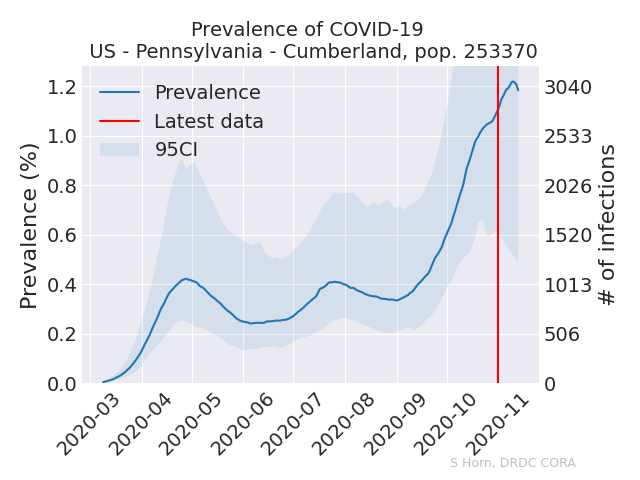 Prevalence of COVID-19
US - Pennsylvania - Cumberland, pop. 253370
Prevalence
Latest data
95CI
Prevalence (%)
1.2
1.0
0.8
0.6
0.4
0.2
0.0
3040
2533
2026
1520
1013
506
0
# of infections
2020-03
2020-04
2020-05
2020-06
2020-07
2020-08
2020-09
2020-10
2020-11
S Horn, DRDC CORA